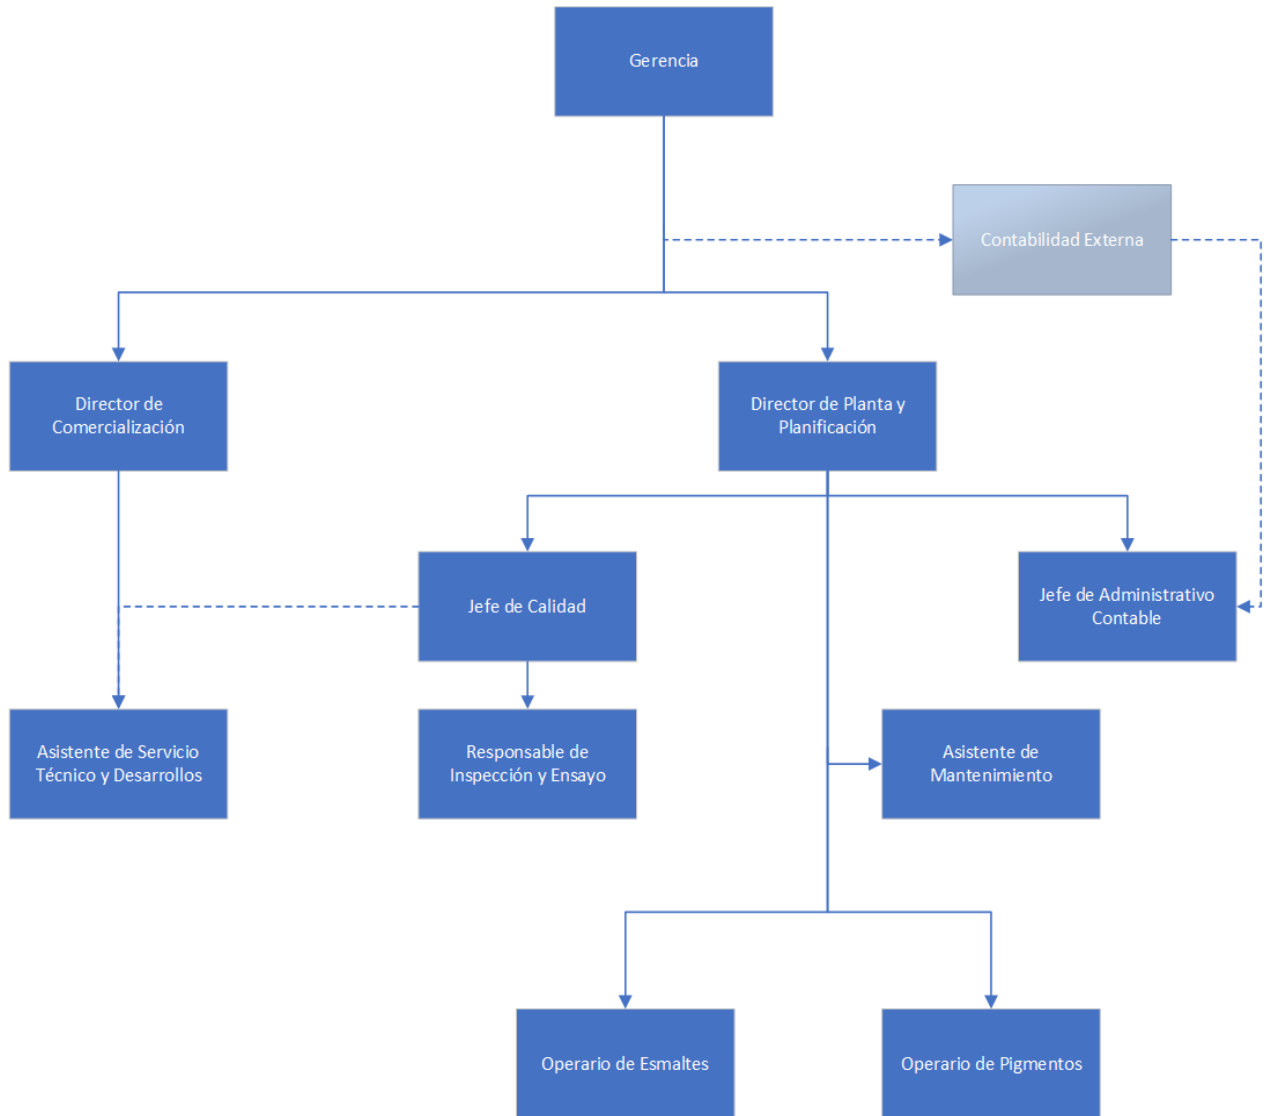 Gerencia
Contabilidad Externa
Director de
Comercialización
Director de Planta y
Planificación
Jefe de Calidad
Jefe de Administrativo
Contable
Asistente de Servicio
Técnico y Desarrollos
Responsable de
Inspección y Ensayo
Asistente de
Mantenimiento
Operario de Esmaltes
Operario de Pigmentos